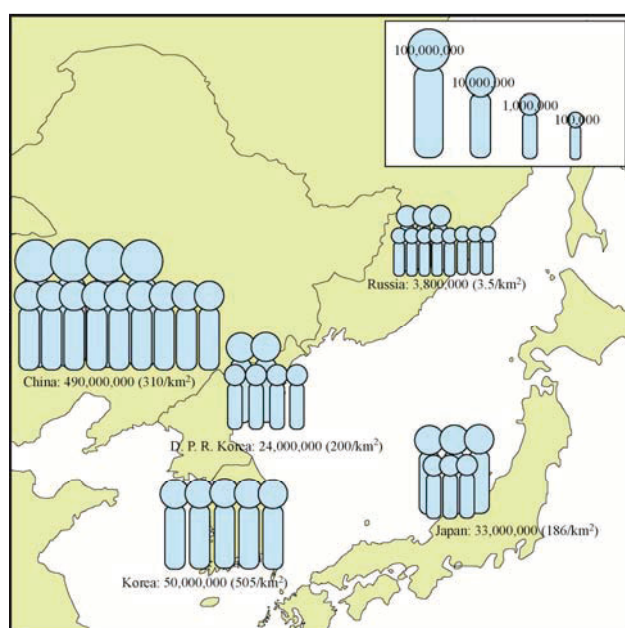 100,000,000
10,000,000
1,000,000
100,000
Russia: 3,800,000 (3.5/km²)
China: 490,000,000 (310/km²)
D. P. R. Korea: 24,000,000 (200/km²)
Japan: 33,000,000 (186/km²)
Korea: 50,000,000 (505/km²)